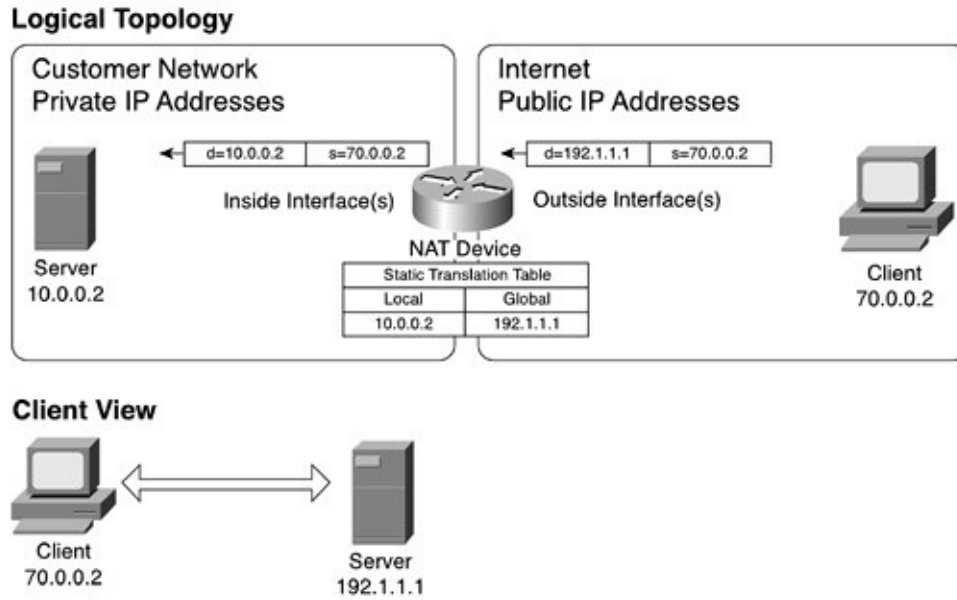 Logical Topology
Customer Network
Private IP Addresses
Internet
Public IP Addresses
d=10.0.0.2 s=70.0.0.2
d=192.1.1.1 s=70.0.0.2
Inside Interface(s)
Outside Interface(s)
NAT Device
Server
10.0.0.2
Client
70.0.0.2
Static Translation Table
Local Global
10.0.0.2 192.1.1.1
Client View
Client
70.0.0.2
Server
192.1.1.1